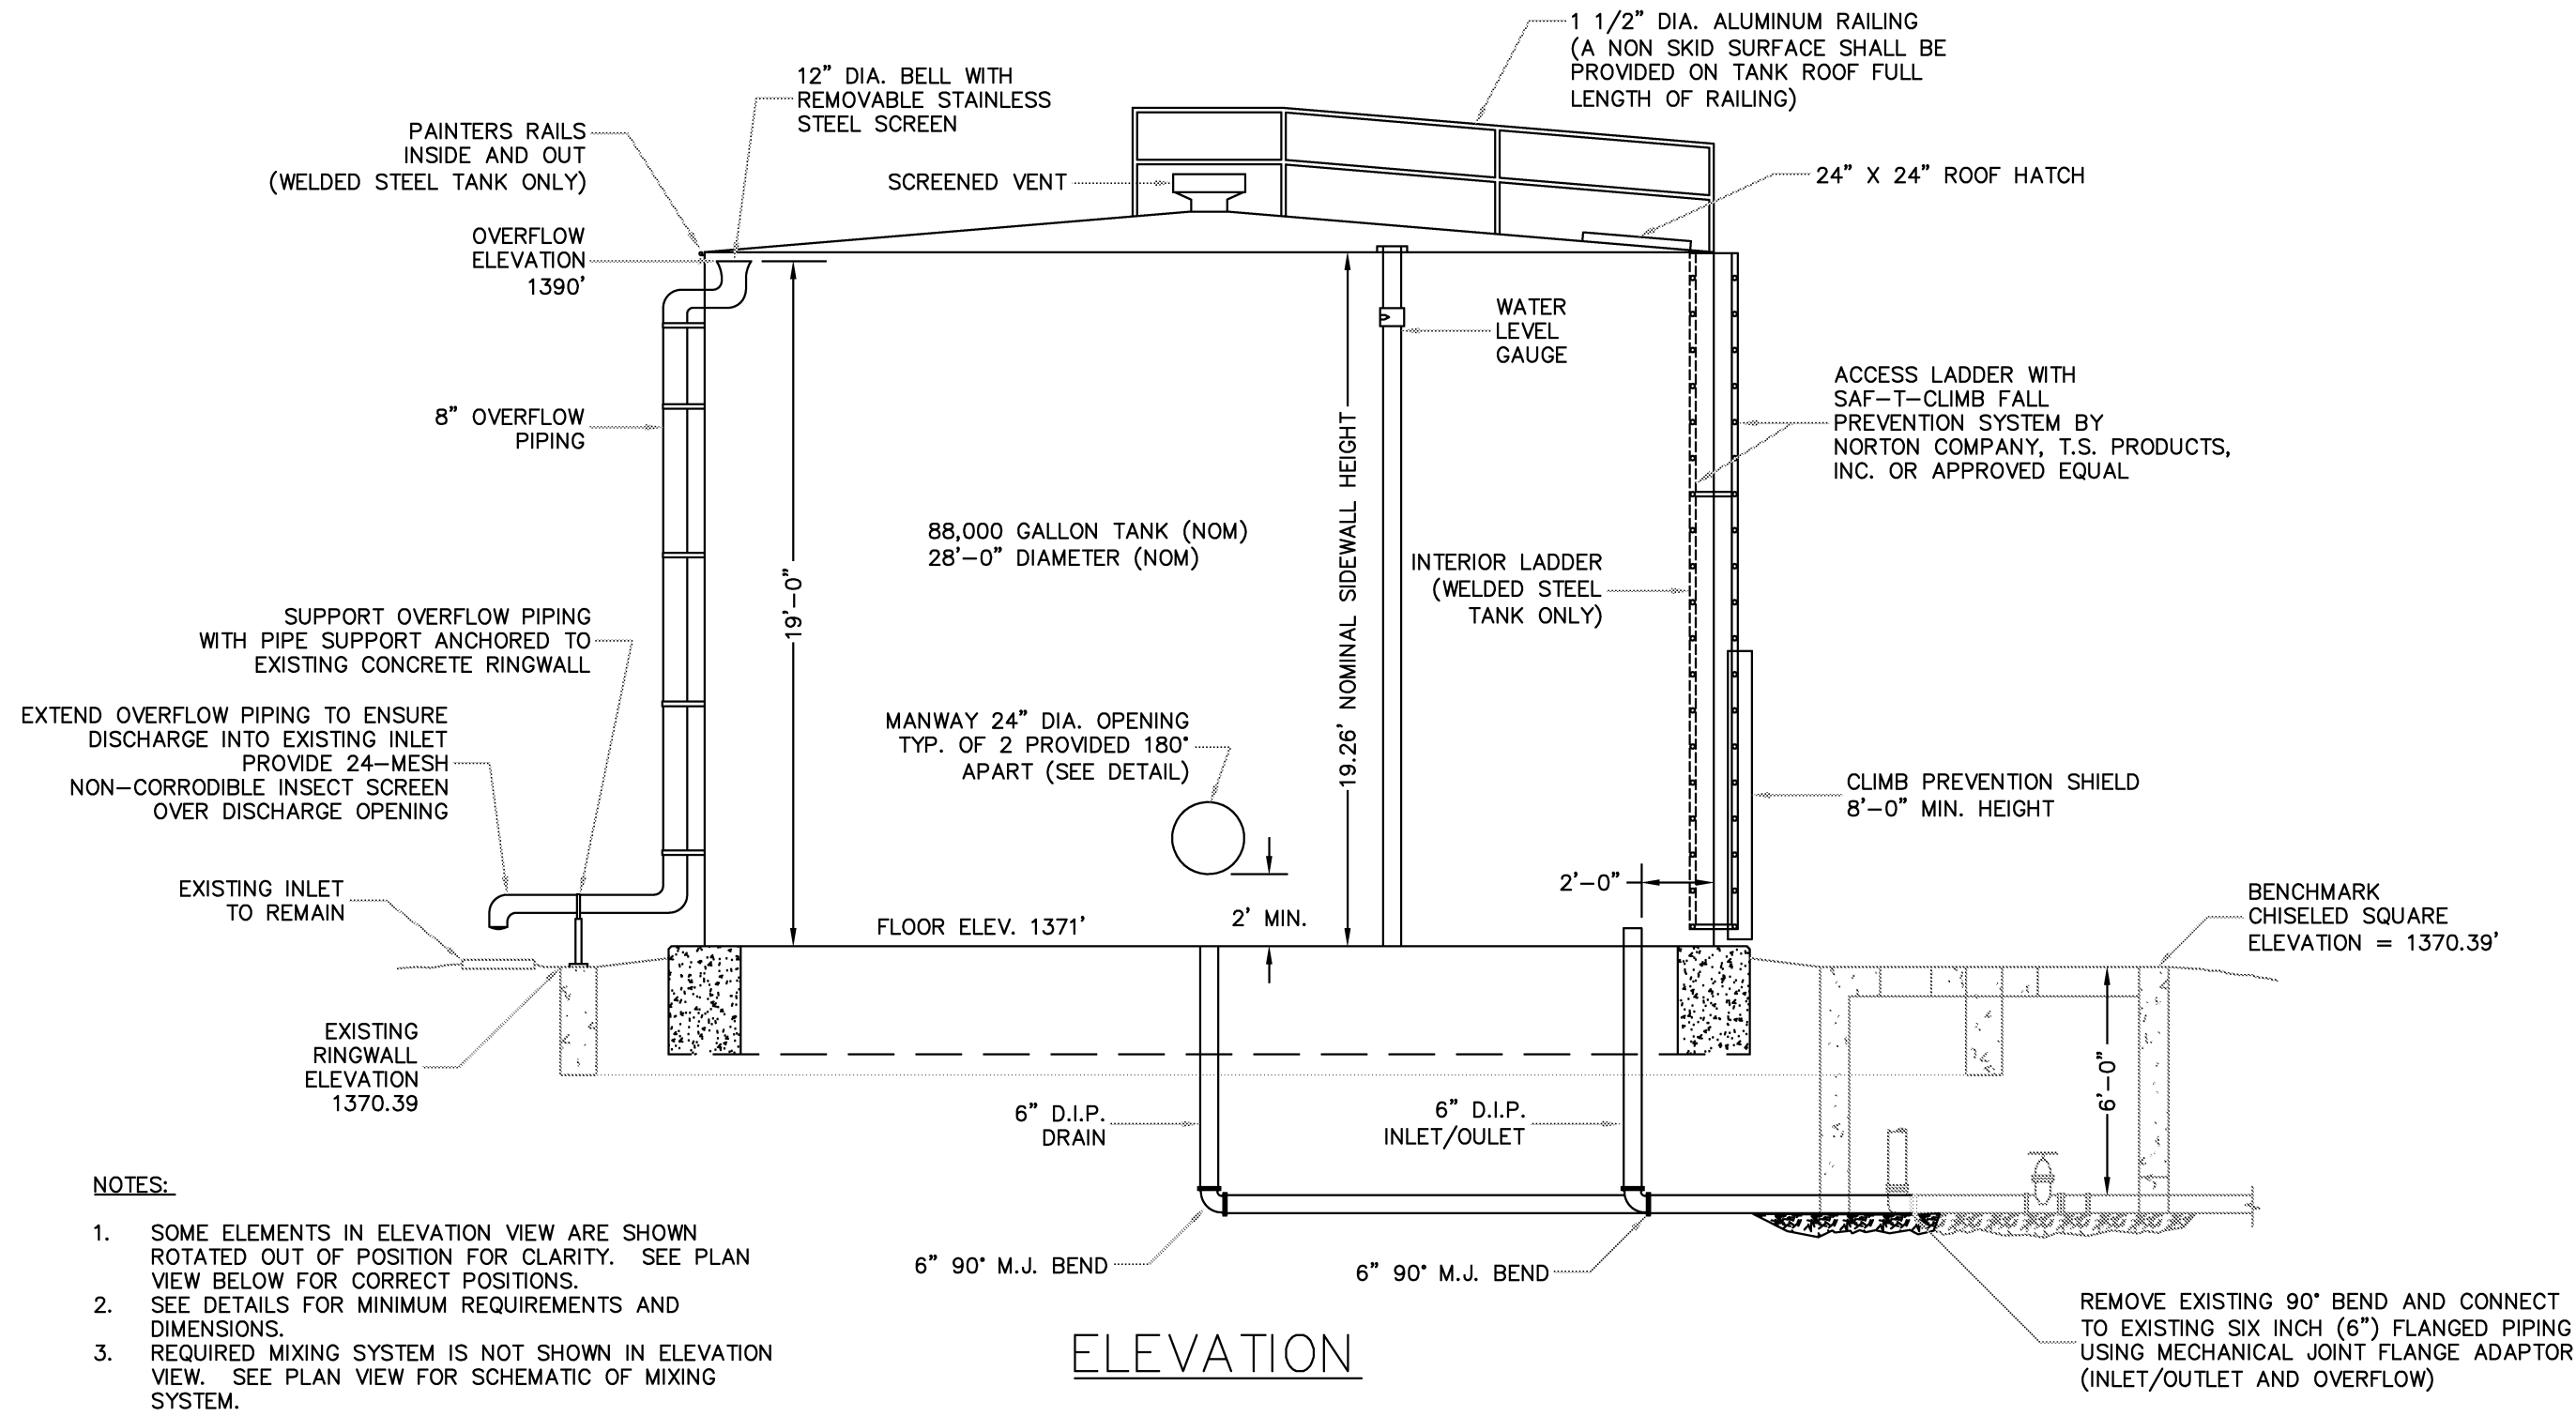 1 1/2” DIA. ALUMINUM RAILING
(A NON SKID SURFACE SHALL BE
PROVIDED ON TANK ROOF FULL
LENGTH OF RAILING)
12” DIA. BELL WITH
REMOVABLE STAINLESS
STEEL SCREEN
PAINTERS RAILS
INSIDE AND OUT
(WELDED STEEL TANK ONLY)
SCREENED VENT
24” X 24” ROOF HATCH
OVERFLOW
ELEVATION
1390’
WATER
LEVEL
GAUGE
8” OVERFLOW
PIPING
ACCESS LADDER WITH
SAF-T-CLIMB FALL
PREVENTION SYSTEM BY
NORTON COMPANY, T.S. PRODUCTS,
INC. OR APPROVED EQUAL
88,000 GALLON TANK (NOM)
28’-0” DIAMETER (NOM)
19’-0”
19.26’ NOMINAL SIDEWALL HEIGHT
INTERIOR LADDER
(WELDED STEEL
TANK ONLY)
SUPPORT OVERFLOW PIPING
WITH PIPE SUPPORT ANCHORED TO
EXISTING CONCRETE RINGWALL
EXTEND OVERFLOW PIPING TO ENSURE
DISCHARGE INTO EXISTING INLET
PROVIDE 24-MESH
NON-CORRODIBLE INSECT SCREEN
OVER DISCHARGE OPENING
MANWAY 24” DIA. OPENING
TYP. OF 2 PROVIDED 180°
APART (SEE DETAIL)
CLIMB PREVENTION SHIELD
8’-0” MIN. HEIGHT
EXISTING INLET
TO REMAIN
2’-0”
2’ MIN.
FLOOR ELEV. 1371’
BENCHMARK
CHISELED SQUARE
ELEVATION = 1370.39’
EXISTING
RINGWALL
ELEVATION
1370.39
6” D.I.P.
DRAIN
6” D.I.P.
INLET/OULET
6’-0”
6” 90° M.J. BEND
6” 90° M.J. BEND
REMOVE EXISTING 90° BEND AND CONNECT
TO EXISTING SIX INCH (6”) FLANGED PIPING
USING MECHANICAL JOINT FLANGE ADAPTOR
(INLET/OUTLET AND OVERFLOW)
NOTES:
1. SOME ELEMENTS IN ELEVATION VIEW ARE SHOWN
ROTATED OUT OF POSITION FOR CLARITY. SEE PLAN
VIEW BELOW FOR CORRECT POSITIONS.
2. SEE DETAILS FOR MINIMUM REQUIREMENTS AND
DIMENSIONS.
3. REQUIRED MIXING SYSTEM IS NOT SHOWN IN ELEVATION
VIEW. SEE PLAN VIEW FOR SCHEMATIC OF MIXING
SYSTEM.
ELEVATION